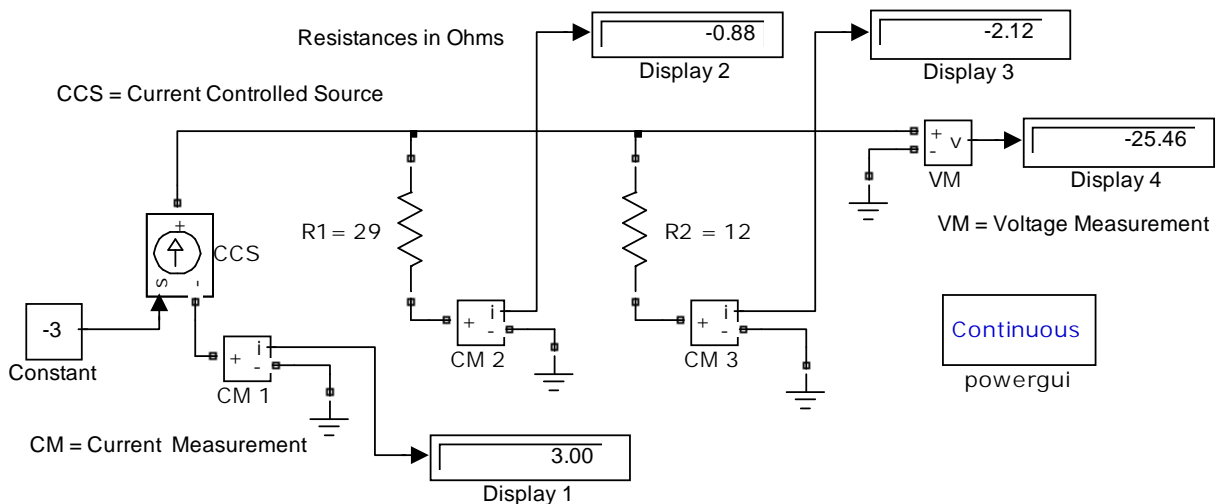 Resistances in Ohms
-0.88
Display 2
-2.12
Display 3
CCS = Current Controlled Source
+
-
v
VM
-25.46
Display 4
VM = Voltage Measurement
+
s
-
CCS
R1 = 29
R2 = 12
-3
Constant
+
i
-
CM 1
+
i
-
CM 2
+
i
-
CM 3
Continuous
powergui
CM = Current Measurement
3.00
Display 1